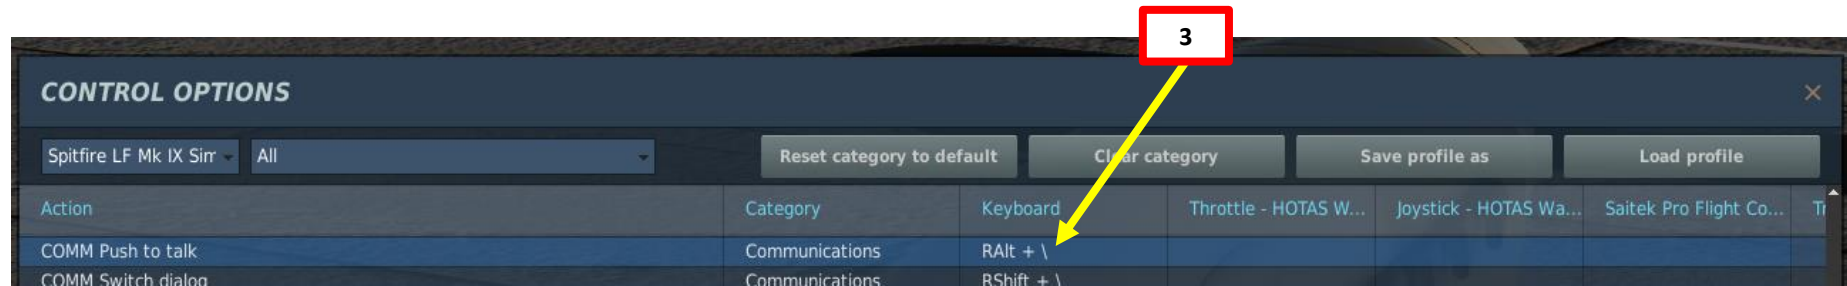 3
CONTROL OPTIONS
×
Spitfire LF Mk IX Sim All Reset category to default Clear category Save profile as Load profile
Action Category Keyboard Throttle - HOTAS W... Joystick - HOTAS Wa... Saitek Pro Flight Co... Tr
COMM Push to talk Communications RAlt + \
COMM Switch dialog Communications RShift + \